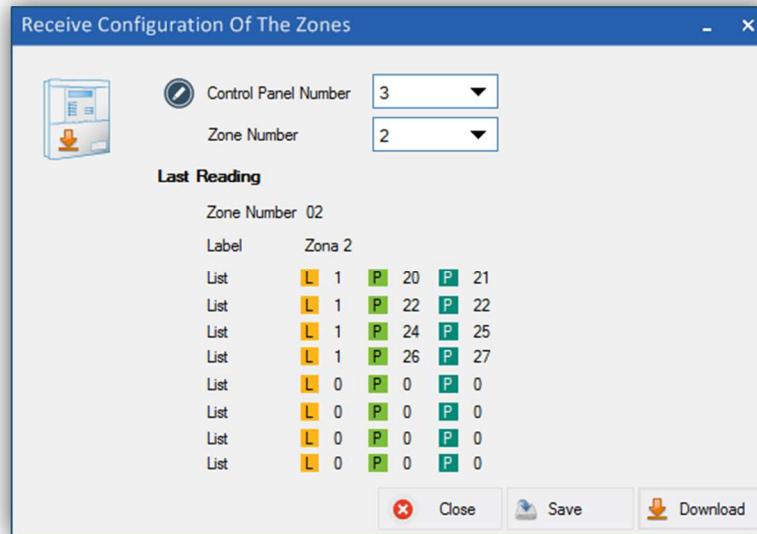 Receive Configuration Of The Zones
Control Panel Number 3
Zone Number 2
Last Reading
Zone Number 02
Label Zona 2
List L 1 P 20 P 21
List L 1 P 22 P 22
List L 1 P 24 P 25
List L 1 P 26 P 27
List L 0 P 0 P 0
List L 0 P 0 P 0
List L 0 P 0 P 0
List L 0 P 0 P 0
Close Save Download